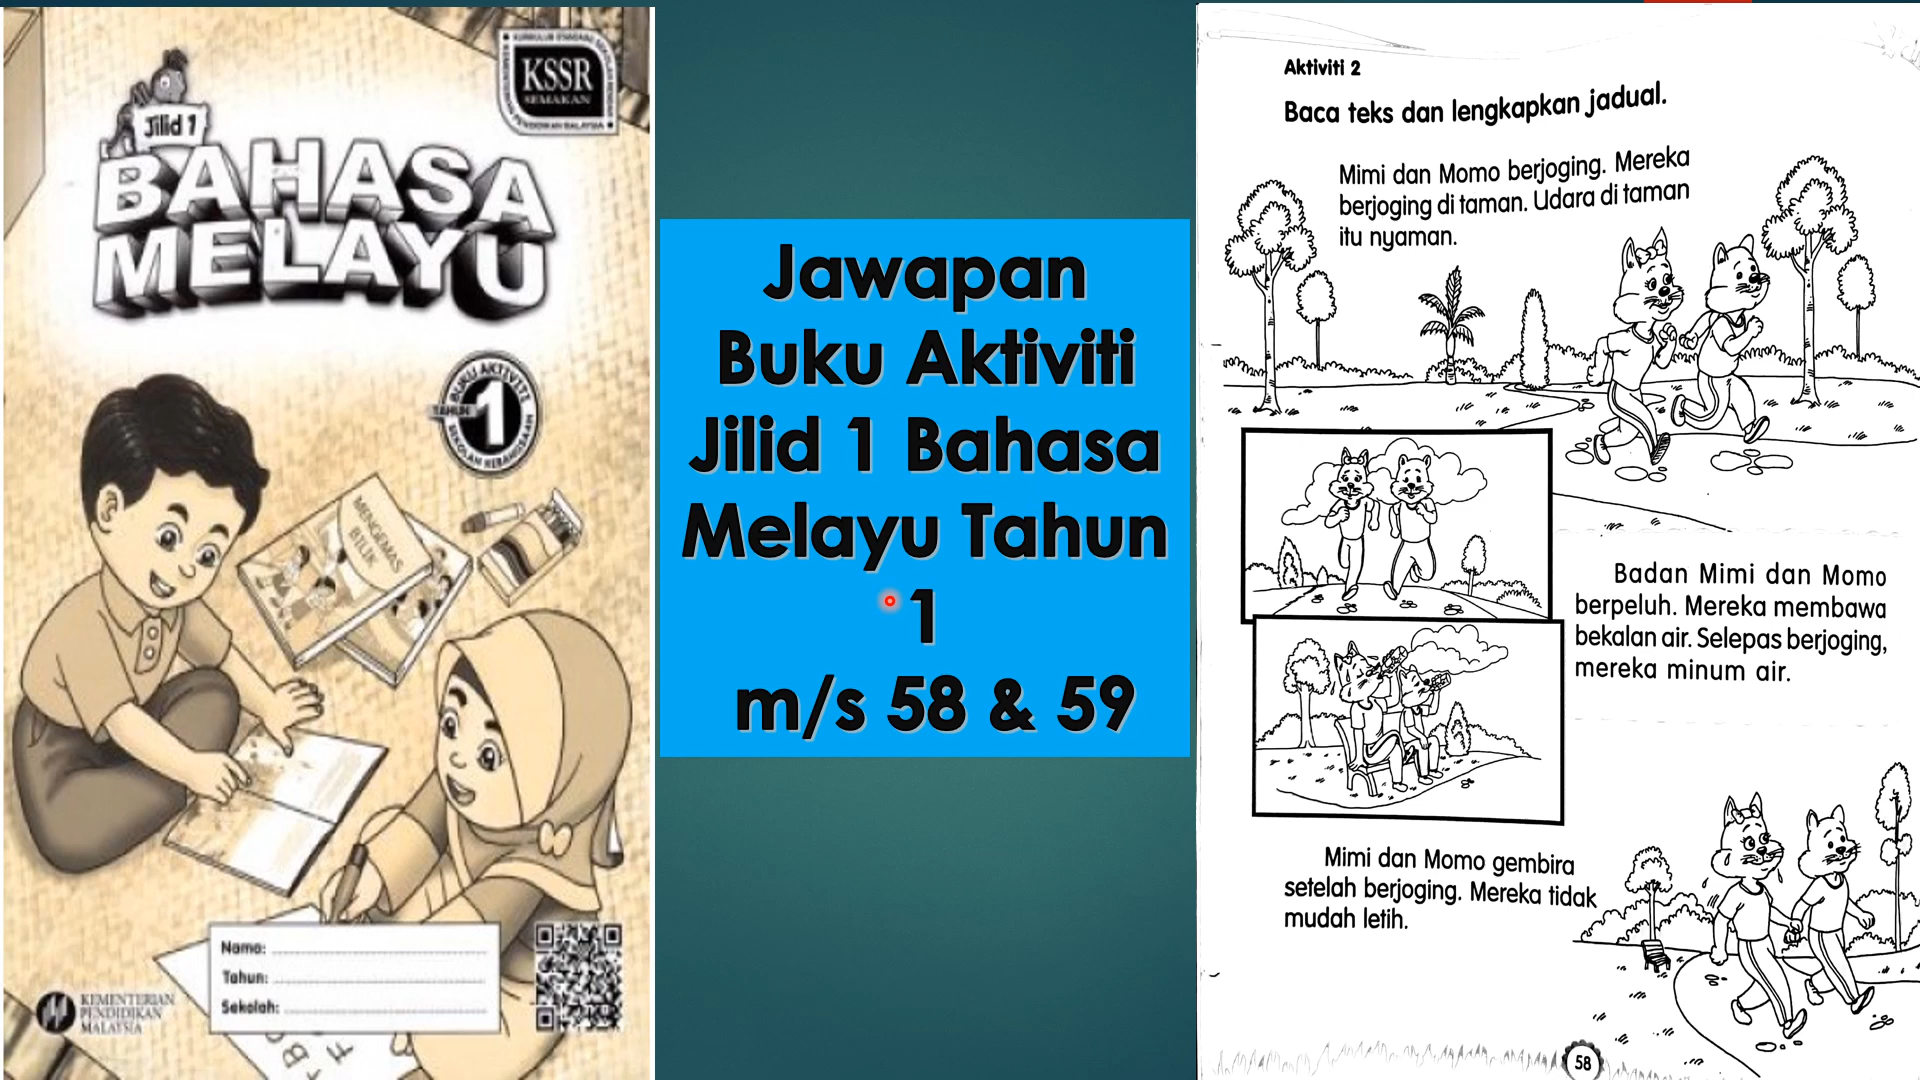 KSSR
SEMAKAN
KEMENTERIAN PENDIDIKAN MALAYSIA
Jilid 1
BAHASA
MELAYU
BUKU AKTIVITI
TAHUN 1
SEKOLAH KEBANGSAAN
MENGEMAS
BILIK
Nama:
Tahun:
Sekolah:
KEMENTERIAN
PENDIDIKAN
MALAYSIA
Jawapan
Buku Aktiviti
Jilid 1 Bahasa
Melayu Tahun
1
m/s 58 & 59
Aktiviti 2
Baca teks dan lengkapkan jadual.
Mimi dan Momo berjoging. Mereka
berjoging di taman. Udara di taman
itu nyaman.
Badan Mimi dan Momo
berpeluh. Mereka membawa
bekalan air. Selepas berjoging,
mereka minum air.
Mimi dan Momo gembira
setelah berjoging. Mereka tidak
mudah letih.
58